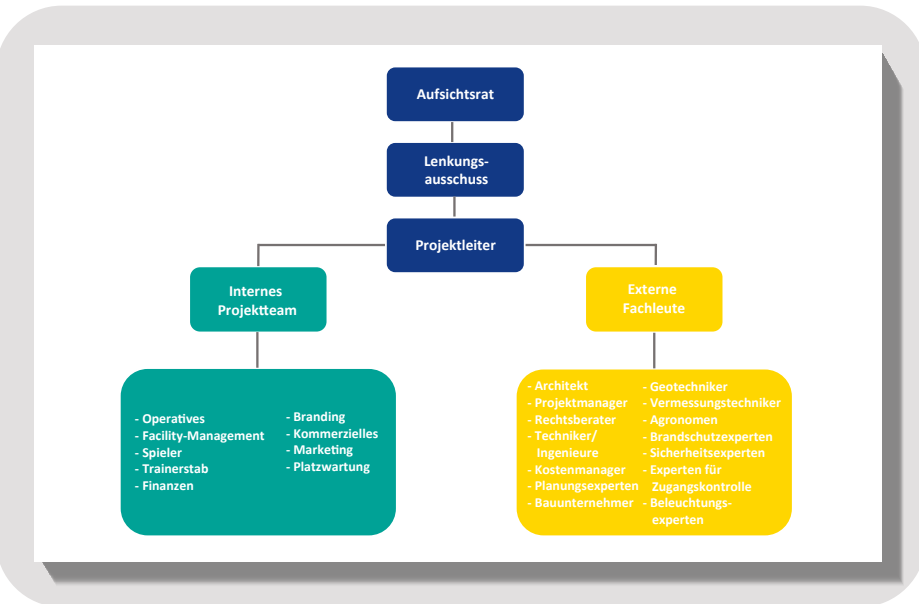 Aufsichtsrat
Lenkungs-
ausschuss
Projektleiter
Internes
Projektteam
Externe
Fachleute
- Operatives
- Facility-Management
- Spieler
- Trainerstab
- Finanzen
- Branding
- Kommerzielles
- Marketing
- Platzwartung
- Architekt
- Projektmanager
- Rechtsberater
- Techniker/
Ingenieure
- Kostenmanager
- Planungsexperten
- Bauunternehmer
- Geotechniker
- Vermessungstechniker
- Agronomen
- Brandschutzexperten
- Sicherheitsexperten
- Experten für
Zugangskontrolle
- Beleuchtungs-
experten